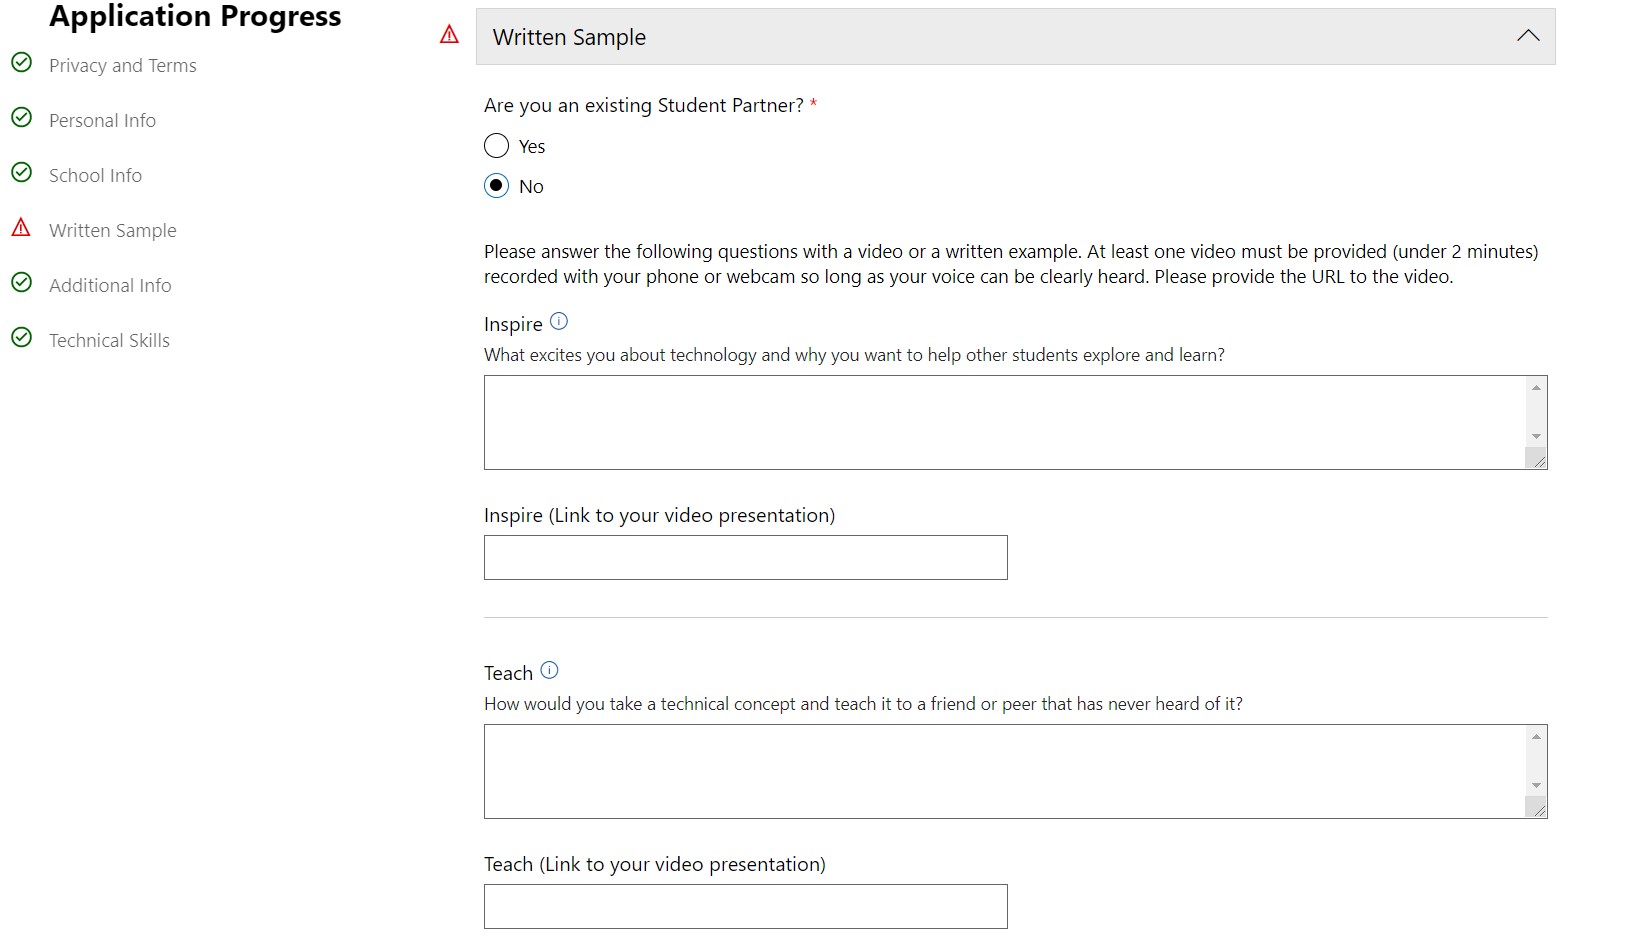 Application Progress
Privacy and Terms
Personal Info
School Info
Written Sample
Additional Info
Technical Skills
Written Sample
Are you an existing Student Partner? *
Yes
No
Please answer the following questions with a video or a written example. At least one video must be provided (under 2 minutes)
recorded with your phone or webcam so long as your voice can be clearly heard. Please provide the URL to the video.
Inspire
What excites you about technology and why you want to help other students explore and learn?
Inspire (Link to your video presentation)
Teach
How would you take a technical concept and teach it to a friend or peer that has never heard of it?
Teach (Link to your video presentation)